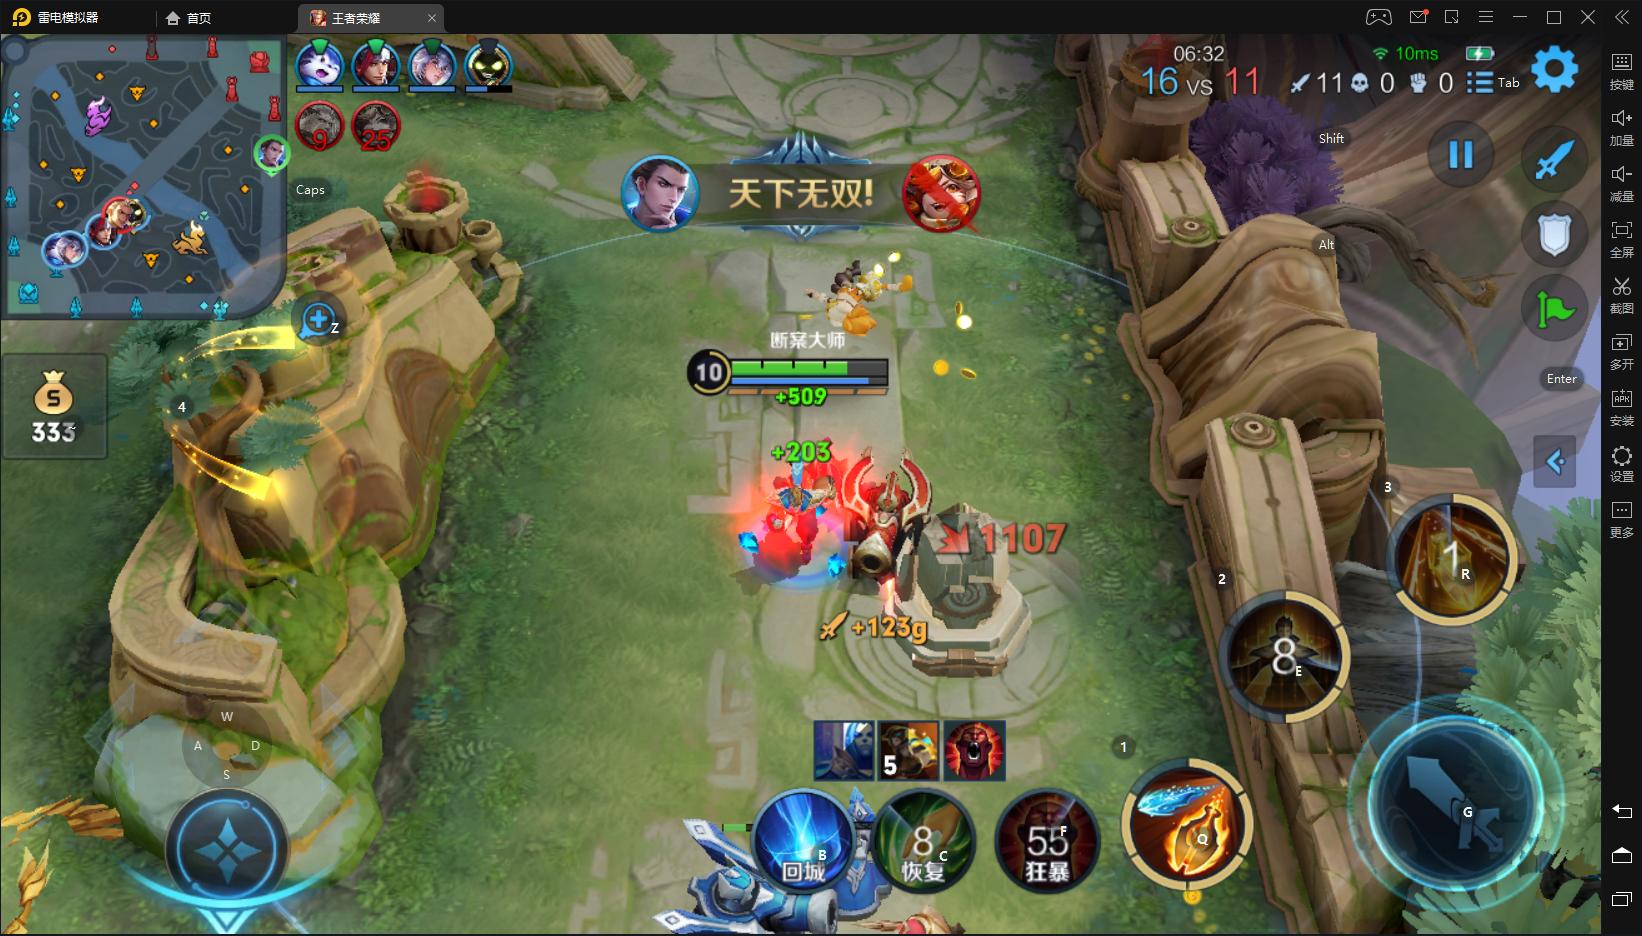 雷电模拟器
首页
王者荣耀
06:32
10ms
16 vs 11
11 0 0
Tab
按键
加量
减量
全屏
截图
多开
安装
设置
更多
9
25
Caps
天下无双!
Shift
Alt
Enter
Z
4
333
断案大师
10
+509
+203
1107
+123g
3
1
R
2
8
E
W
A
D
S
5
1
Q
G
B
回城
8
C
恢复
55
F
狂暴
APK